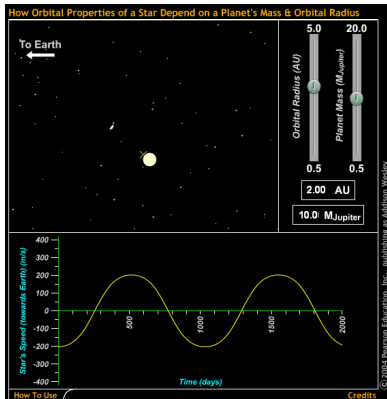 How Orbital Properties of a Star Depend on a Planet's Mass & Orbital Radius
To Earth
5.0
20.0
Orbital Radius (AU)
Planet Mass (MJupiter)
0.5
0.5
2.00 AU
10.0 MJupiter
©2004 Pearson Education, Inc., publishing as Addison Wesley
Star's Speed (towards Earth) (m/s)
400
300
200
100
0
-100
-200
-300
-400
500
1000
1500
2000
Time (days)
How To Use
Credits